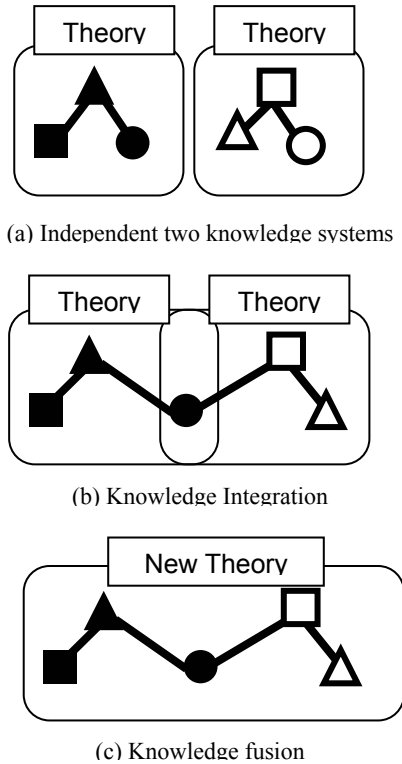 Theory
Theory
(a) Independent two knowledge systems
Theory
Theory
(b) Knowledge Integration
New Theory
(c) Knowledge fusion